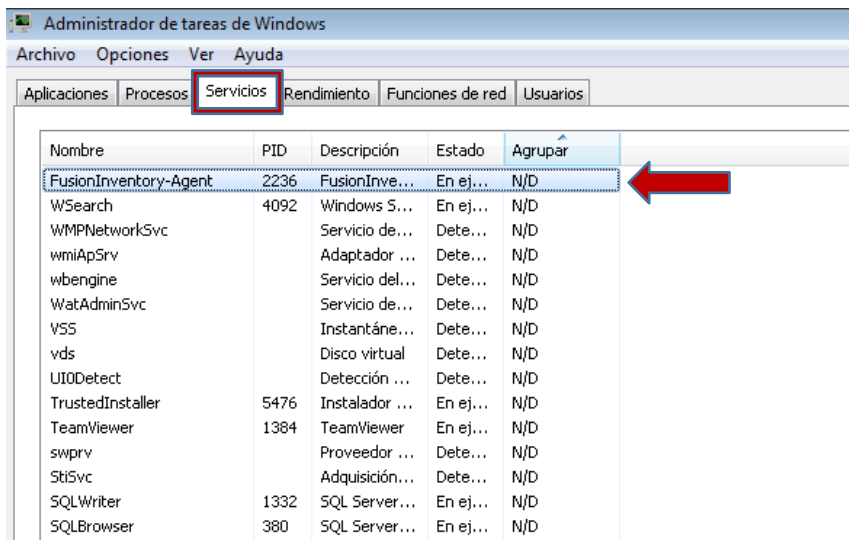 Administrador de tareas de Windows
Archivo Opciones Ver Ayuda
Aplicaciones Procesos Servicios Rendimiento Funciones de red Usuarios
Nombre PID Descripción Estado Agrupar
FusionInventory-Agent 2236 FusionInve... En ej... N/D
WSearch 4092 Windows S... En ej... N/D
WMPNetworkSvc Servicio de... Dete... N/D
wmiApSrv Adaptador ... Dete... N/D
wbengine Servicio del... Dete... N/D
WatAdminSvc Servicio de... Dete... N/D
VSS Instantáne... Dete... N/D
vds Disco virtual Dete... N/D
UI0Detect Detección ... Dete... N/D
TrustedInstaller 5476 Instalador ... En ej... N/D
TeamViewer 1384 TeamViewer En ej... N/D
swprv Proveedor ... Dete... N/D
StiSvc Adquisición... Dete... N/D
SQLWriter 1332 SQL Server... En ej... N/D
SQLBrowser 380 SQL Server... En ej... N/D